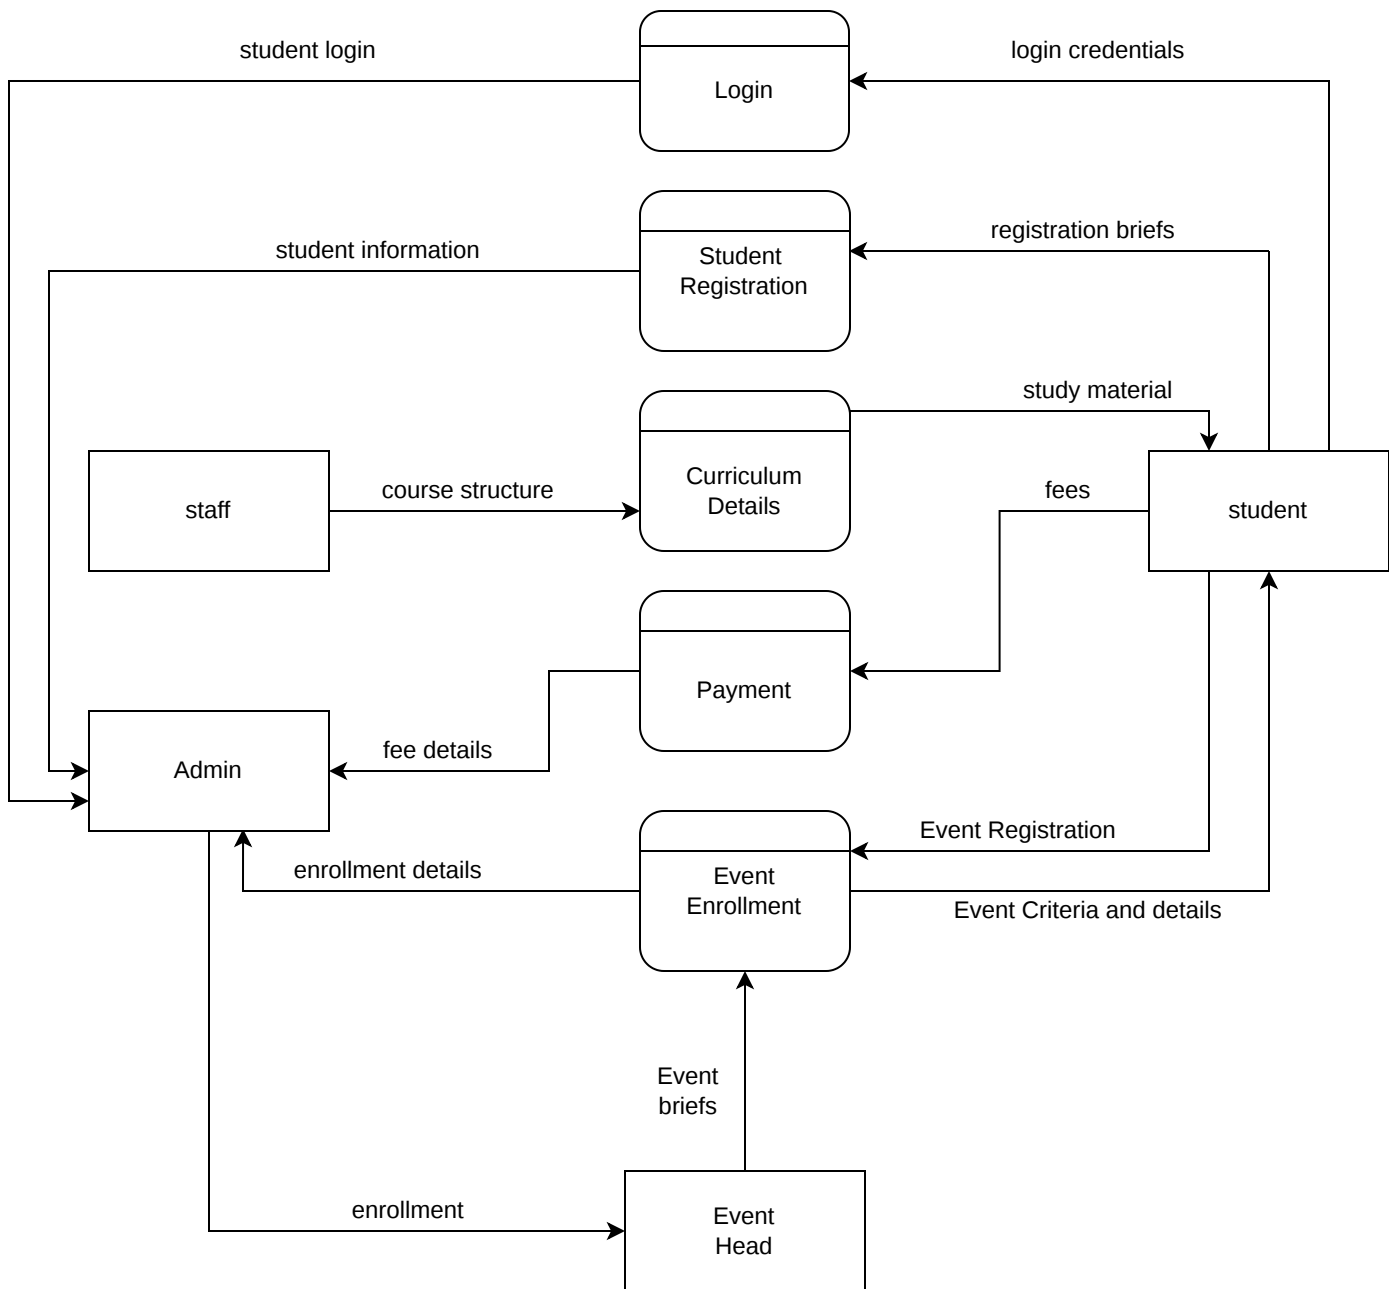 student login
login credentials
Login
student information
registration briefs
Student
Registration
study material
staff
course structure
Curriculum
Details
fees
student
Payment
fee details
Admin
enrollment details
Event
Enrollment
Event Registration
Event Criteria and details
Event
briefs
enrollment
Event
Head